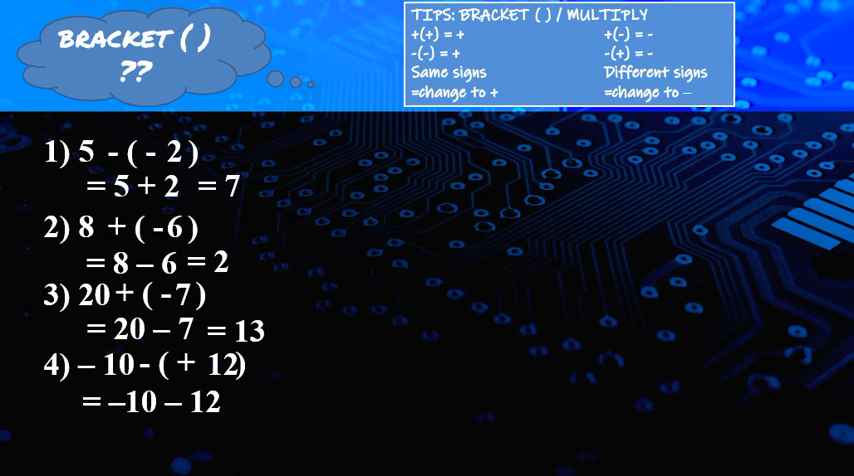 BRACKET ( )
??
TIPS: BRACKET ( ) / MULTIPLY
+(+) = + +(-) = -
-(-) = + -(+) = -
Same signs Different signs
=change to + =change to –
1) 5 - ( - 2 )
= 5 + 2 = 7
2) 8 + ( -6 )
= 8 – 6 = 2
3) 20 + ( -7 )
= 20 – 7 = 13
4) – 10 - ( + 12)
= –10 – 12